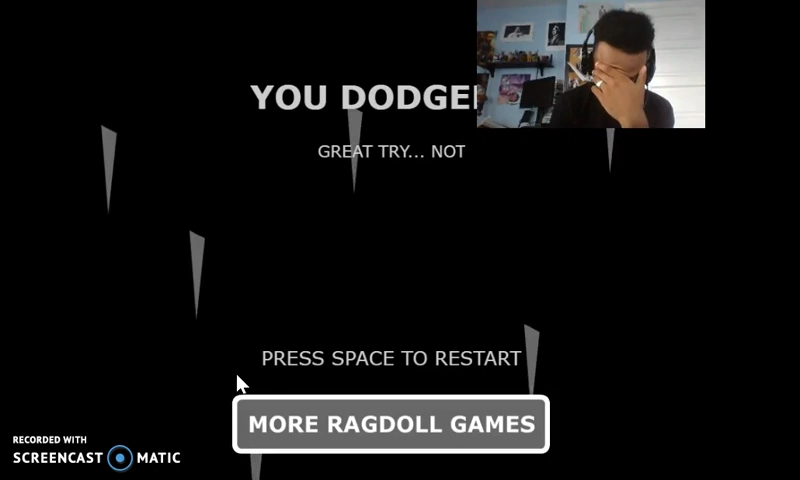 YOU DODGE
GREAT TRY... NOT
PRESS SPACE TO RESTART
MORE RAGDOLL GAMES
RECORDED WITH
SCREENCAST MATIC